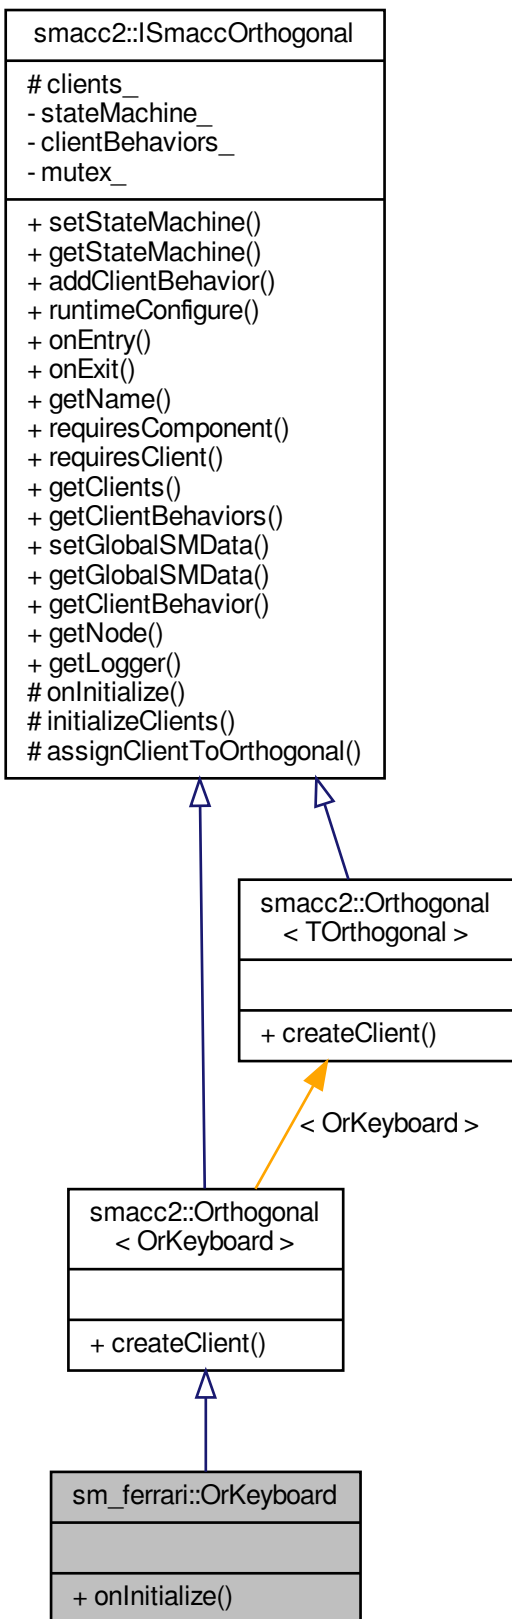 smacc2::ISmaccOrthogonal
# clients_
- stateMachine_
- clientBehaviors_
- mutex_
+ setStateMachine()
+ getStateMachine()
+ addClientBehavior()
+ runtimeConfigure()
+ onEntry()
+ onExit()
+ getName()
+ requiresComponent()
+ requiresClient()
+ getClients()
+ getClientBehaviors()
+ setGlobalSMData()
+ getGlobalSMData()
+ getClientBehavior()
+ getNode()
+ getLogger()
# onInitialize()
# initializeClients()
# assignClientToOrthogonal()
smacc2::Orthogonal
< TOrthogonal >
+ createClient()
< OrKeyboard >
smacc2::Orthogonal
< OrKeyboard >
+ createClient()
sm_ferrari::OrKeyboard
+ onInitialize()